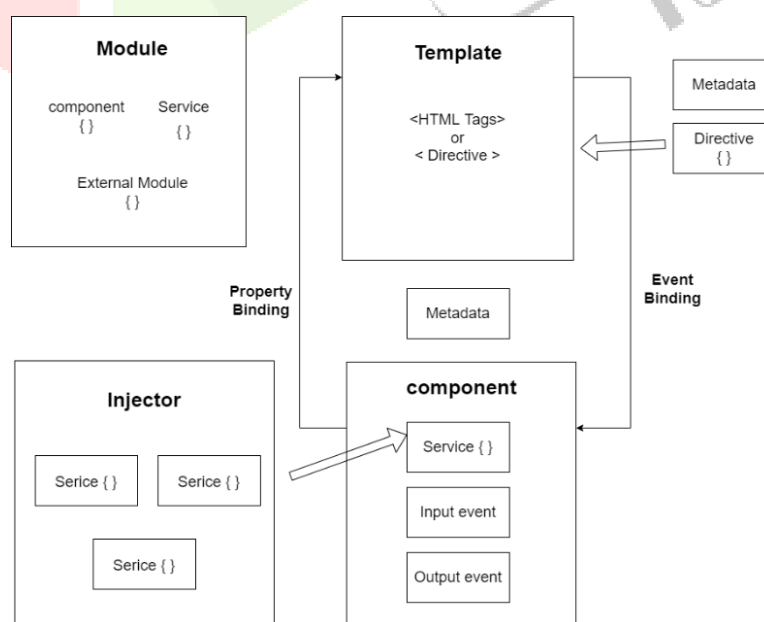 Module
component
{ }
Service
{ }
External Module
{ }
Template
<HTML Tags>
or
< Directive >
Metadata
Directive
{ }
Property
Binding
Event
Binding
Metadata
Injector
Serice { }
Serice { }
Serice { }
component
Service { }
Input event
Output event